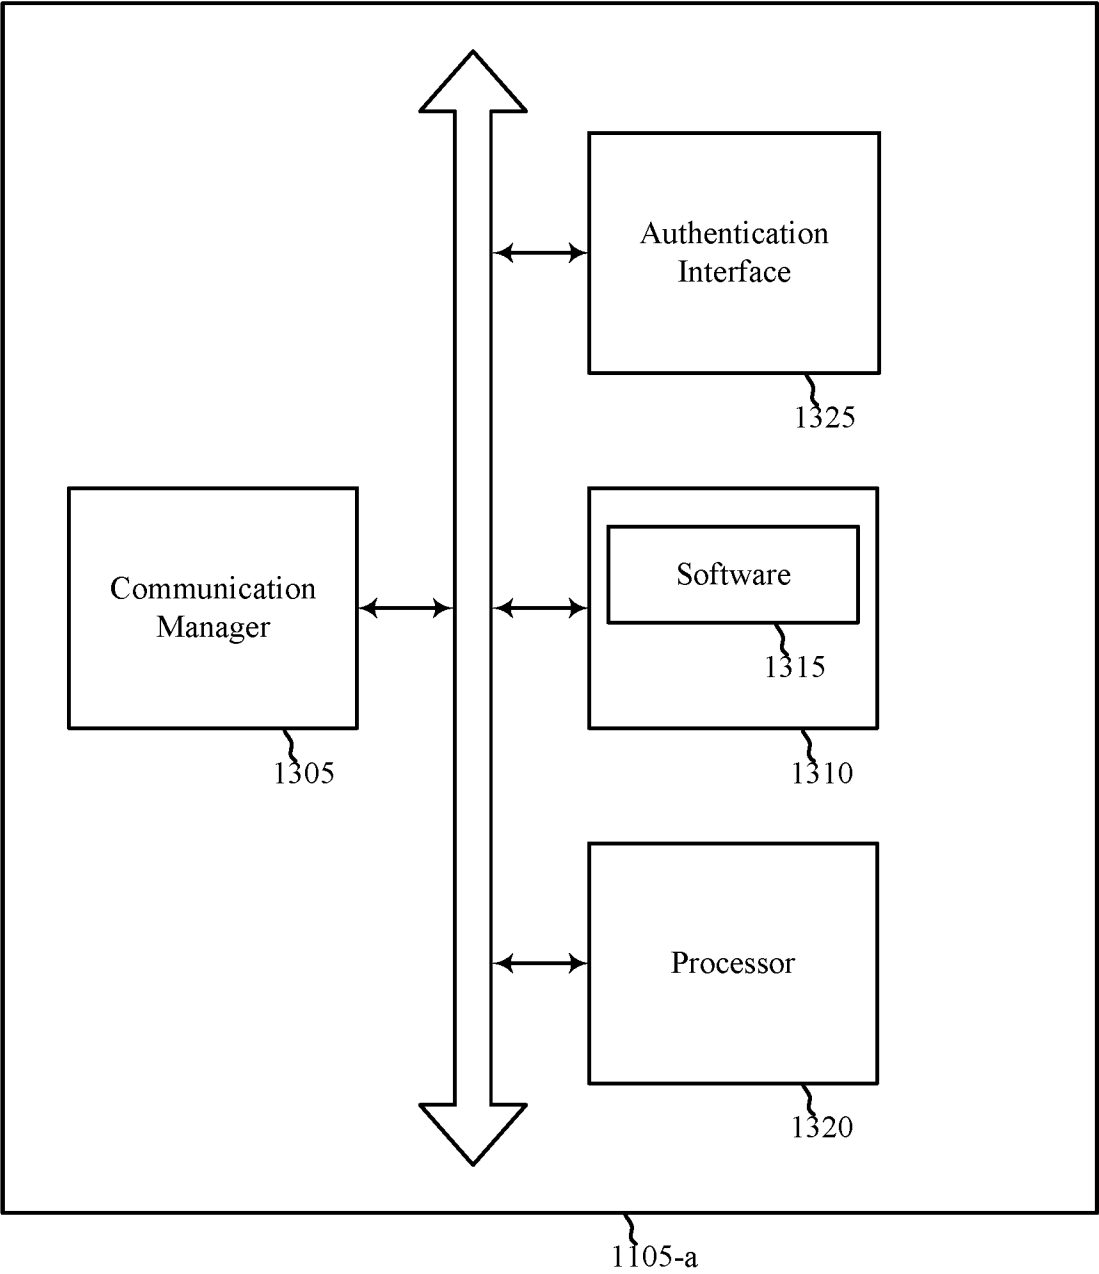 Authentication
Interface
1325
Communication
Manager
1305
Software
1315
1310
Processor
1320
1105-a